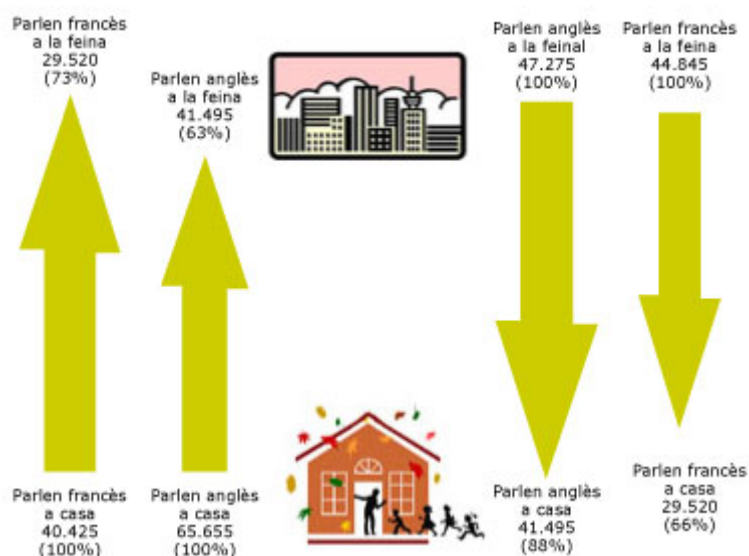 Parlen francès
a la feina
29.520
(73%)
Parlen anglès
a la feina
41.495
(63%)
Parlen anglès
a la feinal
47.275
(100%)
Parlen francès
a la feina
44.845
(100%)
Parlen francès
a casa
40.425
(100%)
Parlen anglès
a casa
65.655
(100%)
Parlen anglès
a casa
41.495
(88%)
Parlen francès
a casa
29.520
(66%)